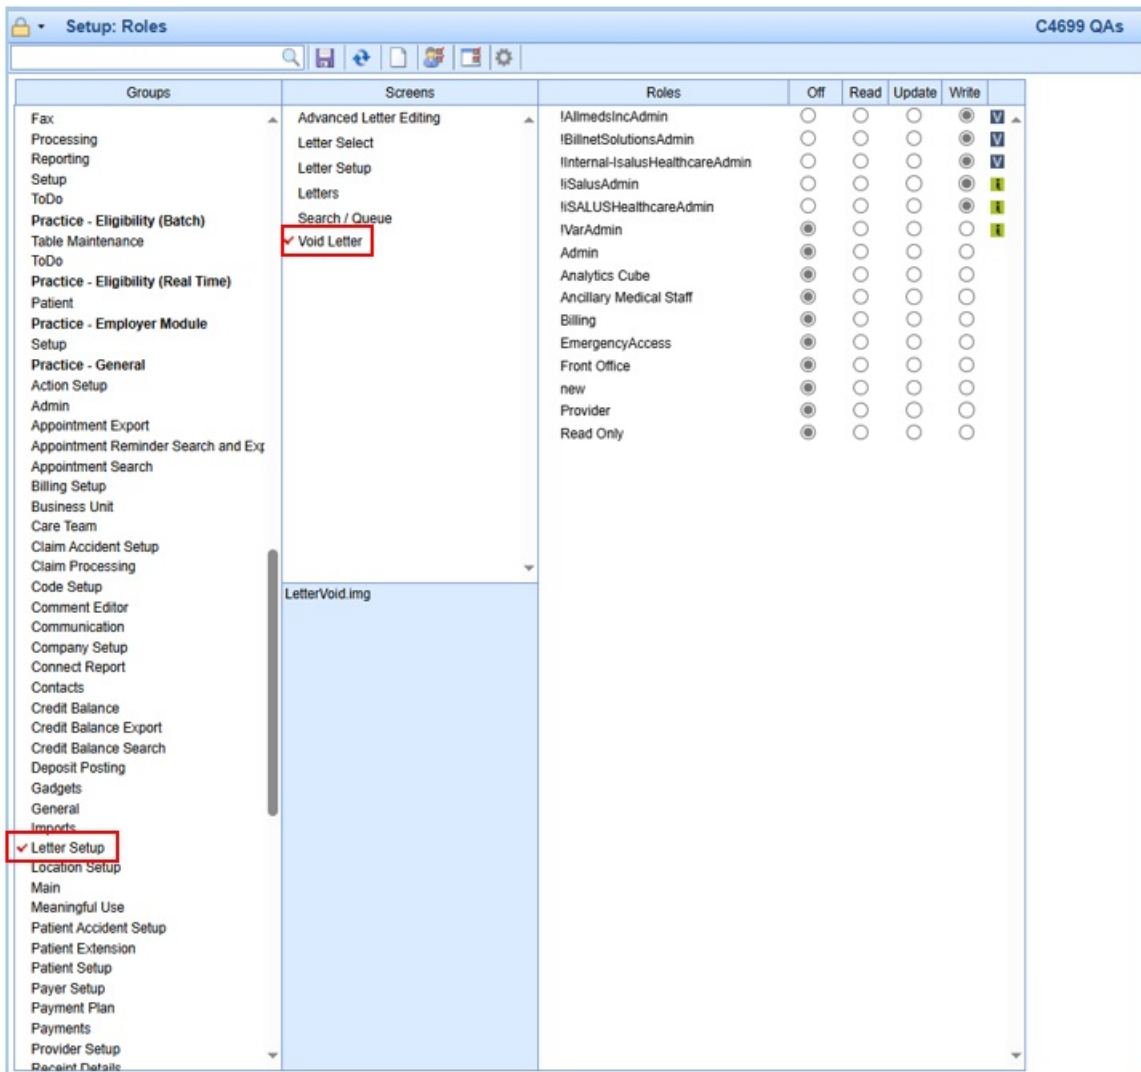 Setup: Roles
C4699 QAs
Groups
Fax
Processing
Reporting
Setup
ToDo
Practice - Eligibility (Batch)
Table Maintenance
ToDo
Practice - Eligibility (Real Time)
Patient
Practice - Employer Module
Setup
Practice - General
Action Setup
Admin
Appointment Export
Appointment Reminder Search and Exp
Appointment Search
Billing Setup
Business Unit
Care Team
Claim Accident Setup
Claim Processing
Code Setup
Comment Editor
Communication
Company Setup
Connect Report
Contacts
Credit Balance
Credit Balance Export
Credit Balance Search
Deposit Posting
Gadgets
General
Imports
Letter Setup
Location Setup
Main
Meaningful Use
Patient Accident Setup
Patient Extension
Patient Setup
Payer Setup
Payment Plan
Payments
Provider Setup
Receipt Details
Screens
Advanced Letter Editing
Letter Select
Letter Setup
Letters
Search / Queue
Void Letter
LetterVoid.img
Roles Off Read Update Write
!AllmedsIncAdmin V
!BillnetSolutionsAdmin V
!Internal-IsalusHealthcareAdmin V
!iSalusAdmin i
!iSALUSHealthcareAdmin i
!VarAdmin i
Admin
Analytics Cube
Ancillary Medical Staff
Billing
EmergencyAccess
Front Office
new
Provider
Read Only